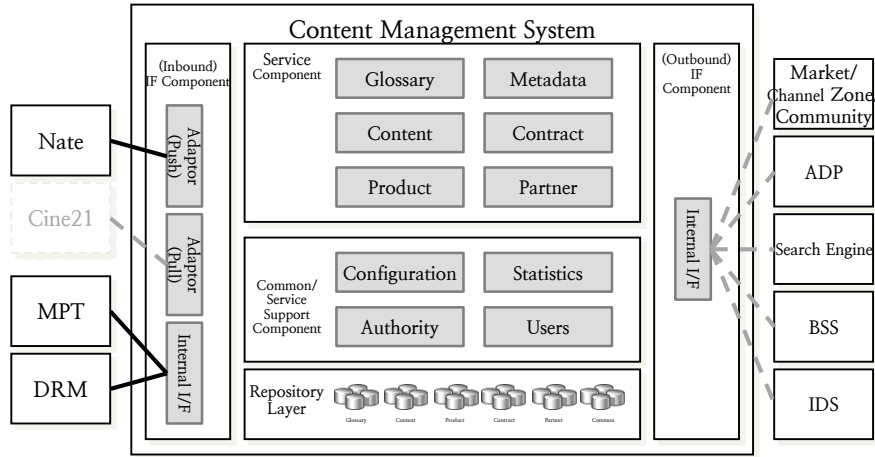 Content Management System
Nate
Cine21
MPT
DRM
(Inbound)
IF Component
Adaptor
(Push)
Adaptor
(Pull)
Internal I/F
Service
Component
Glossary
Metadata
Content
Contract
Product
Partner
Common/
Service
Support
Component
Configuration
Statistics
Authority
Users
Repository
Layer
Glossary
Content
Product
Contract
Partner
Common
(Outbound)
IF
Component
Internal I/F
Market/
Channel Zone,
Community
ADP
Search Engine
BSS
IDS